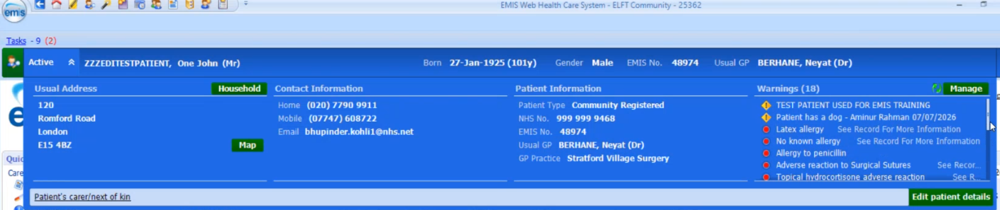 EMIS Web Health Care System - ELFT Community - 25362
emis
Tasks - 9 (2)
Active ZZZEDITESTPATIENT, One John (Mr) Born 27-Jan-1925 (101y) Gender Male EMIS No. 48974 Usual GP BERHANE, Neyat (Dr)
Usual Address Household
120
Romford Road
London
E15 4BZ Map
Contact Information
Home (020) 7790 9911
Mobile (07747) 608722
Email bhupinder.kohli1@nhs.net
Patient Information
Patient Type Community Registered
NHS No. 999 999 9468
EMIS No. 48974
Usual GP BERHANE, Neyat (Dr)
GP Practice Stratford Village Surgery
Warnings (18) Manage
TEST PATIENT USED FOR EMIS TRAINING
Patient has a dog - Aminur Rahman 07/07/2026
Latex allergy See Record For More Information
No known allergy See Record For More Information
Allergy to penicillin
Adverse reaction to Surgical Sutures See Recor...
Topical hydrocortisone adverse reaction See R...
Quic
Care
Patient's carer/next of kin Edit patient details